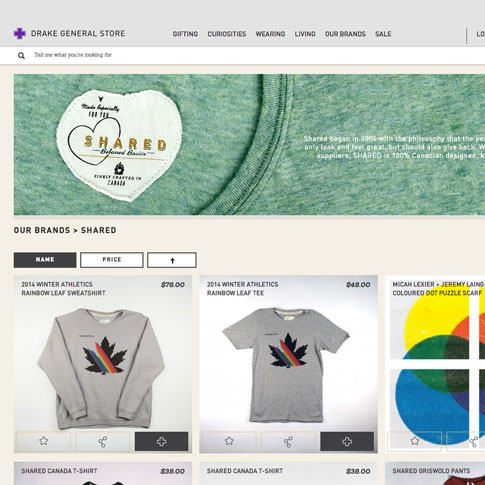 DRAKE GENERAL STORE
GIFTING CURIOSITIES WEARING LIVING OUR BRANDS SALE
LO
Tell me what you're looking for
Made Especially
FOR YOU
SHARED
Beloved Basics
FINELY CRAFTED IN
CANADA
Shared began in 2004 with the philosophy that the pe
only look and feel great, but should also give back. W
suppliers, SHARED is 100% Canadian designed, k
OUR BRANDS > SHARED
NAME PRICE
2014 WINTER ATHLETICS
RAINBOW LEAF SWEATSHIRT
$78.00
2014 WINTER ATHLETICS
RAINBOW LEAF TEE
$48.00
MICAH LEXIER + JEREMY LAING
COLOURED DOT PUZZLE SCARF
SHARED CANADA T-SHIRT $38.00
SHARED CANADA T-SHIRT $38.00
SHARED GRISWOLD PANTS